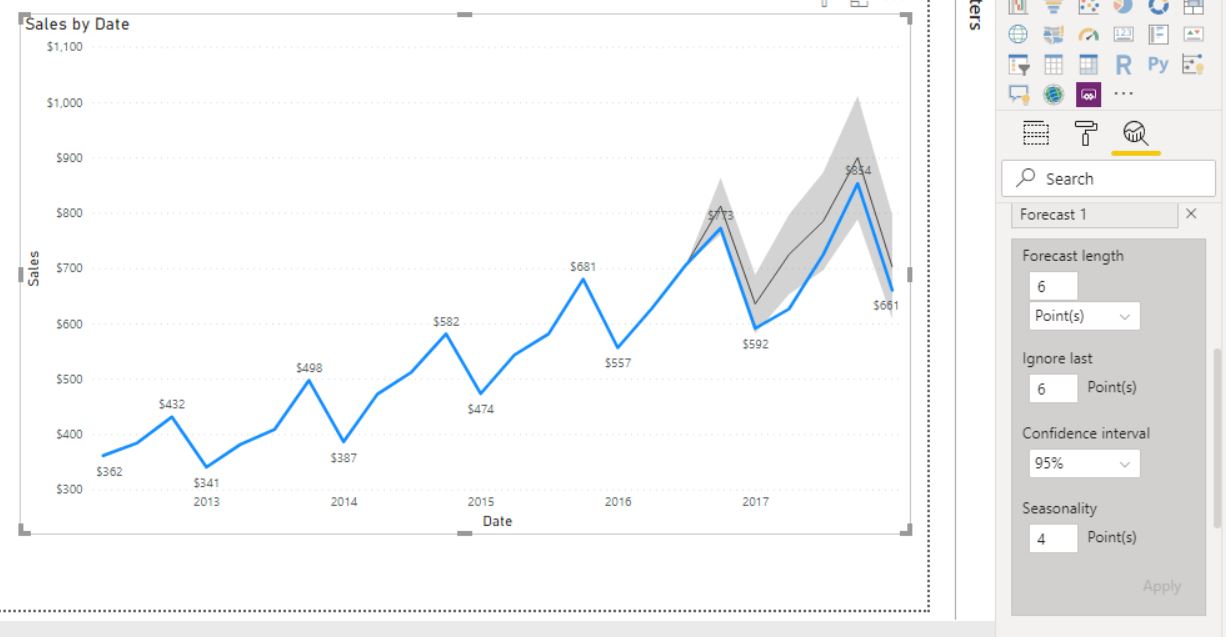 Sales by Date
$1,100
$1,000
$900
$800
$700
$600
$500
$400
$300
Sales
$362
$432
$341
$498
$387
$582
$474
$681
$557
$773
$592
$854
$661
2013
2014
2015
2016
2017
Date
ters
123
R
Py
...
Search
Forecast 1
Forecast length
6
Point(s)
Ignore last
6 Point(s)
Confidence interval
95%
Seasonality
4 Point(s)
Apply